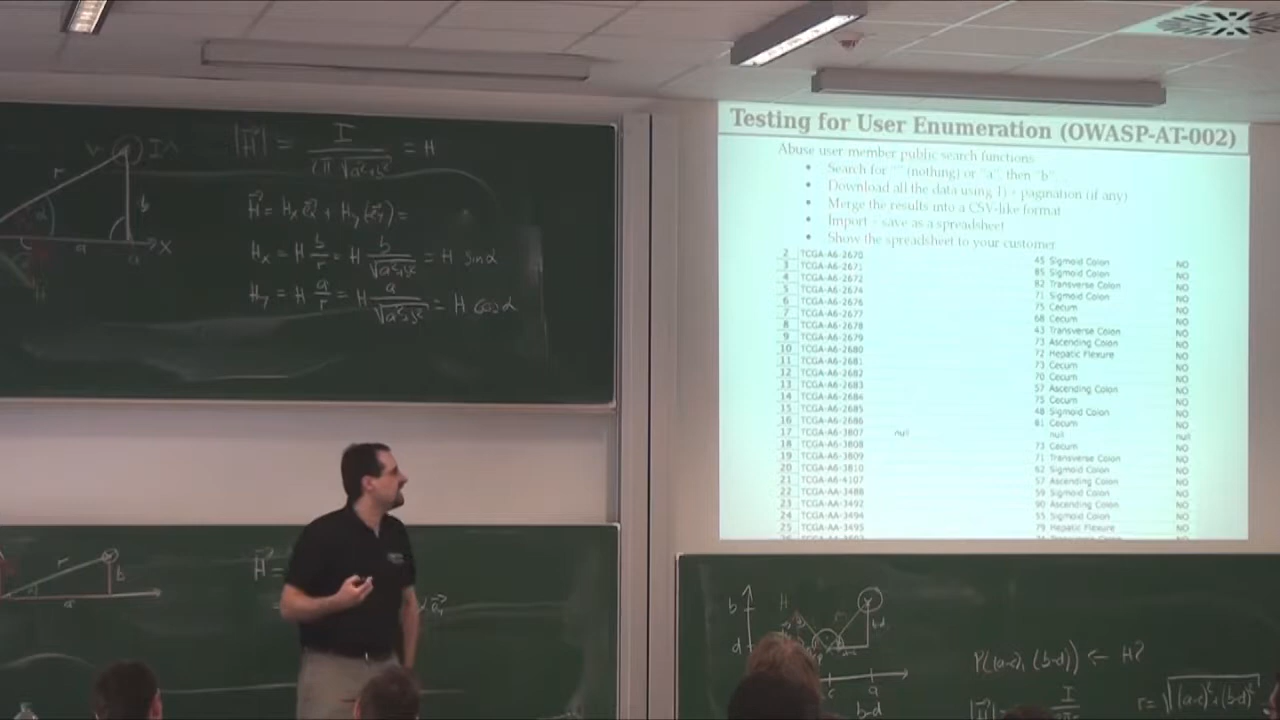 |H⃗| = I / 2π √a²+b² = H
H⃗ = Hx e⃗x + Hy (e⃗y) =
Hx = H b/r = H b/√a²+b² = H sinα
Hy = H a/r = H a/√a²+b² = H cosα
r
b
a
X
Testing for User Enumeration (OWASP-AT-002)
Abuse user member public search functions
• Search for "" (nothing) or "a", then "b"...
• Download all the data using 1) + pagination (if any)
• Merge the results into a CSV-like format
• Import + save as a spreadsheet
• Show the spreadsheet to your customer
2 TCGA-A6-2670 45 Sigmoid Colon NO
3 TCGA-A6-2671 85 Sigmoid Colon NO
4 TCGA-A6-2672 82 Transverse Colon NO
5 TCGA-A6-2674 71 Sigmoid Colon NO
6 TCGA-A6-2676 75 Cecum NO
7 TCGA-A6-2677 68 Cecum NO
8 TCGA-A6-2678 43 Transverse Colon NO
9 TCGA-A6-2679 73 Ascending Colon NO
10 TCGA-A6-2680 72 Hepatic Flexure NO
11 TCGA-A6-2681 73 Cecum NO
12 TCGA-A6-2682 70 Cecum NO
13 TCGA-A6-2683 57 Ascending Colon NO
14 TCGA-A6-2684 75 Cecum NO
15 TCGA-A6-2685 48 Sigmoid Colon NO
16 TCGA-A6-2686 81 Cecum NO
17 TCGA-A6-3807 null null null
18 TCGA-A6-3808 73 Cecum NO
19 TCGA-A6-3809 71 Transverse Colon NO
20 TCGA-A6-3810 62 Sigmoid Colon NO
21 TCGA-A6-4107 57 Ascending Colon NO
22 TCGA-AA-3488 59 Sigmoid Colon NO
23 TCGA-AA-3492 90 Ascending Colon NO
24 TCGA-AA-3494 55 Sigmoid Colon NO
25 TCGA-AA-3495 79 Hepatic Flexure NO
r
b
a
H⃗ =
b
H
d
b-d
c
a
b-d
P((a-c), (b-d)) ← H?
|H⃗| = I
r = √(a-c)²+(b-d)²